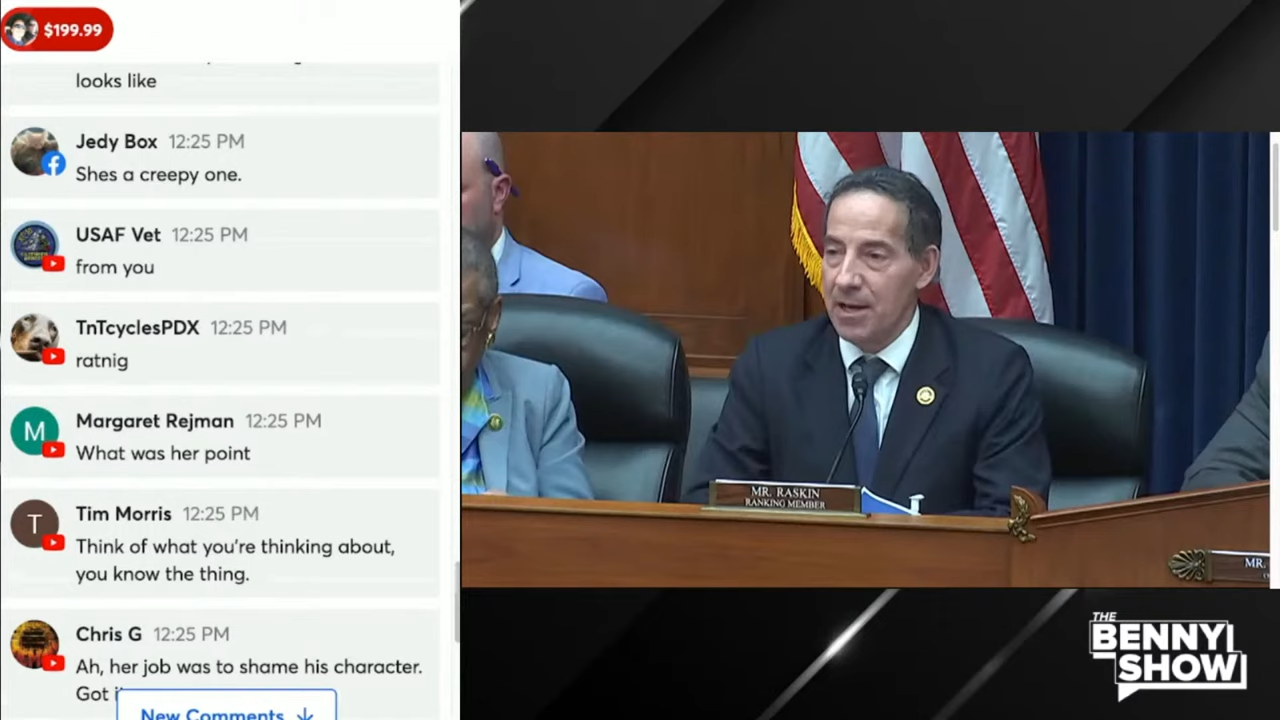 $199.99
looks like
Jedy Box 12:25 PM
Shes a creepy one.
USAF Vet 12:25 PM
from you
TnTcyclesPDX 12:25 PM
ratnig
M
Margaret Rejman 12:25 PM
What was her point
T
Tim Morris 12:25 PM
Think of what you're thinking about,
you know the thing.
Chris G 12:25 PM
Ah, her job was to shame his character.
Got
New Comments ↓
MR. RASKIN
RANKING MEMBER
MR.
THE
BENNY
SHOW